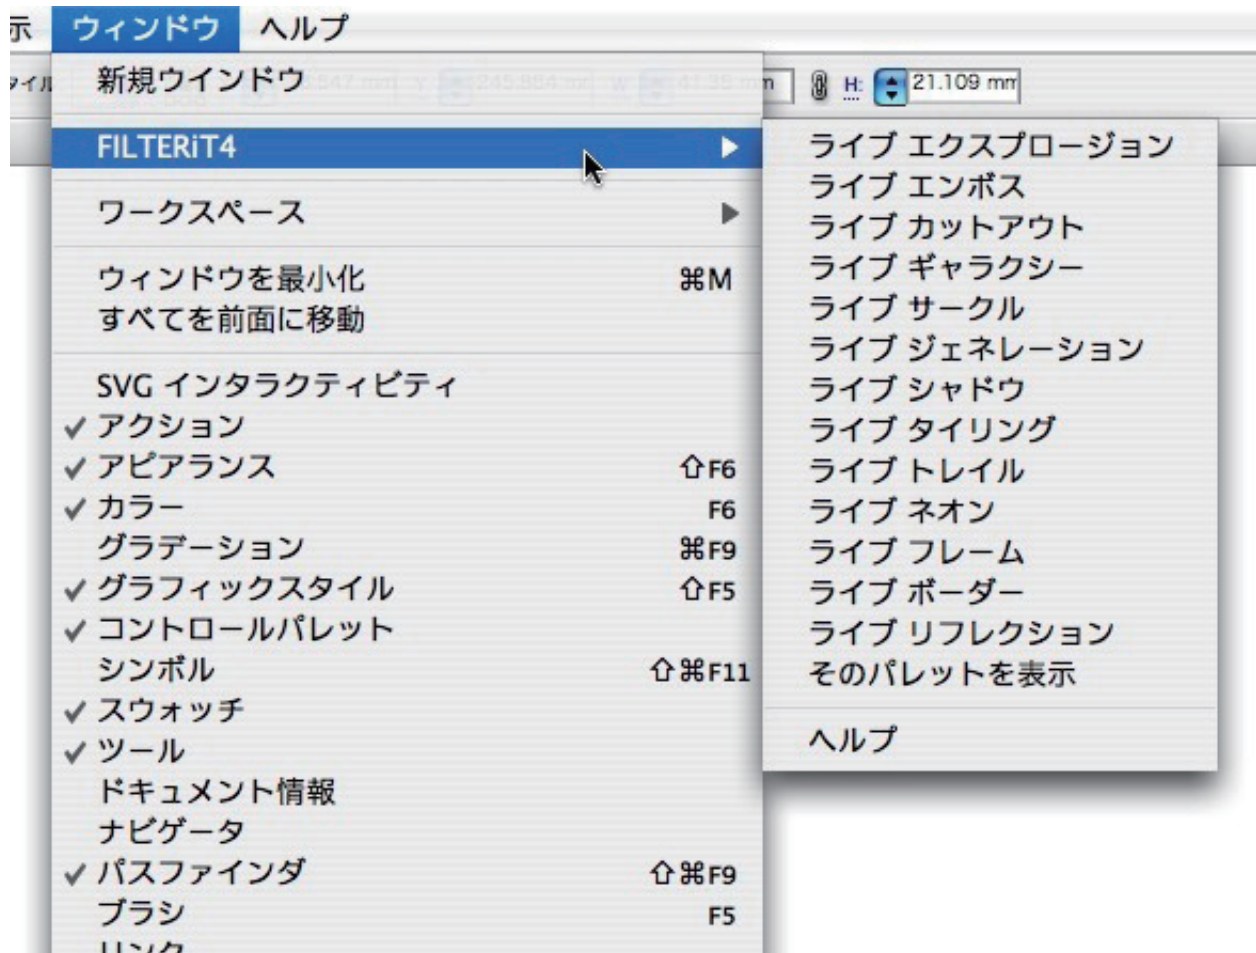 示 ウィンドウ ヘルプ
新規ウインドウ
H: 21.109 mm
FILTERiT4
ワークスペース
ウィンドウを最小化 ⌘M
すべてを前面に移動
SVG インタラクティビティ
✓ アクション
✓ アピアランス ⇧F6
✓ カラー F6
グラデーション ⌘F9
✓ グラフィックスタイル ⇧F5
✓ コントロールパレット
シンボル ⇧⌘F11
✓ スウォッチ
✓ ツール
ドキュメント情報
ナビゲータ
✓ パスファインダ ⇧⌘F9
ブラシ F5
リンク
ライブ エクスプロージョン
ライブ エンボス
ライブ カットアウト
ライブ ギャラクシー
ライブ サークル
ライブ ジェネレーション
ライブ シャドウ
ライブ タイリング
ライブ トレイル
ライブ ネオン
ライブ フレーム
ライブ ボーダー
ライブ リフレクション
そのパレットを表示
ヘルプ